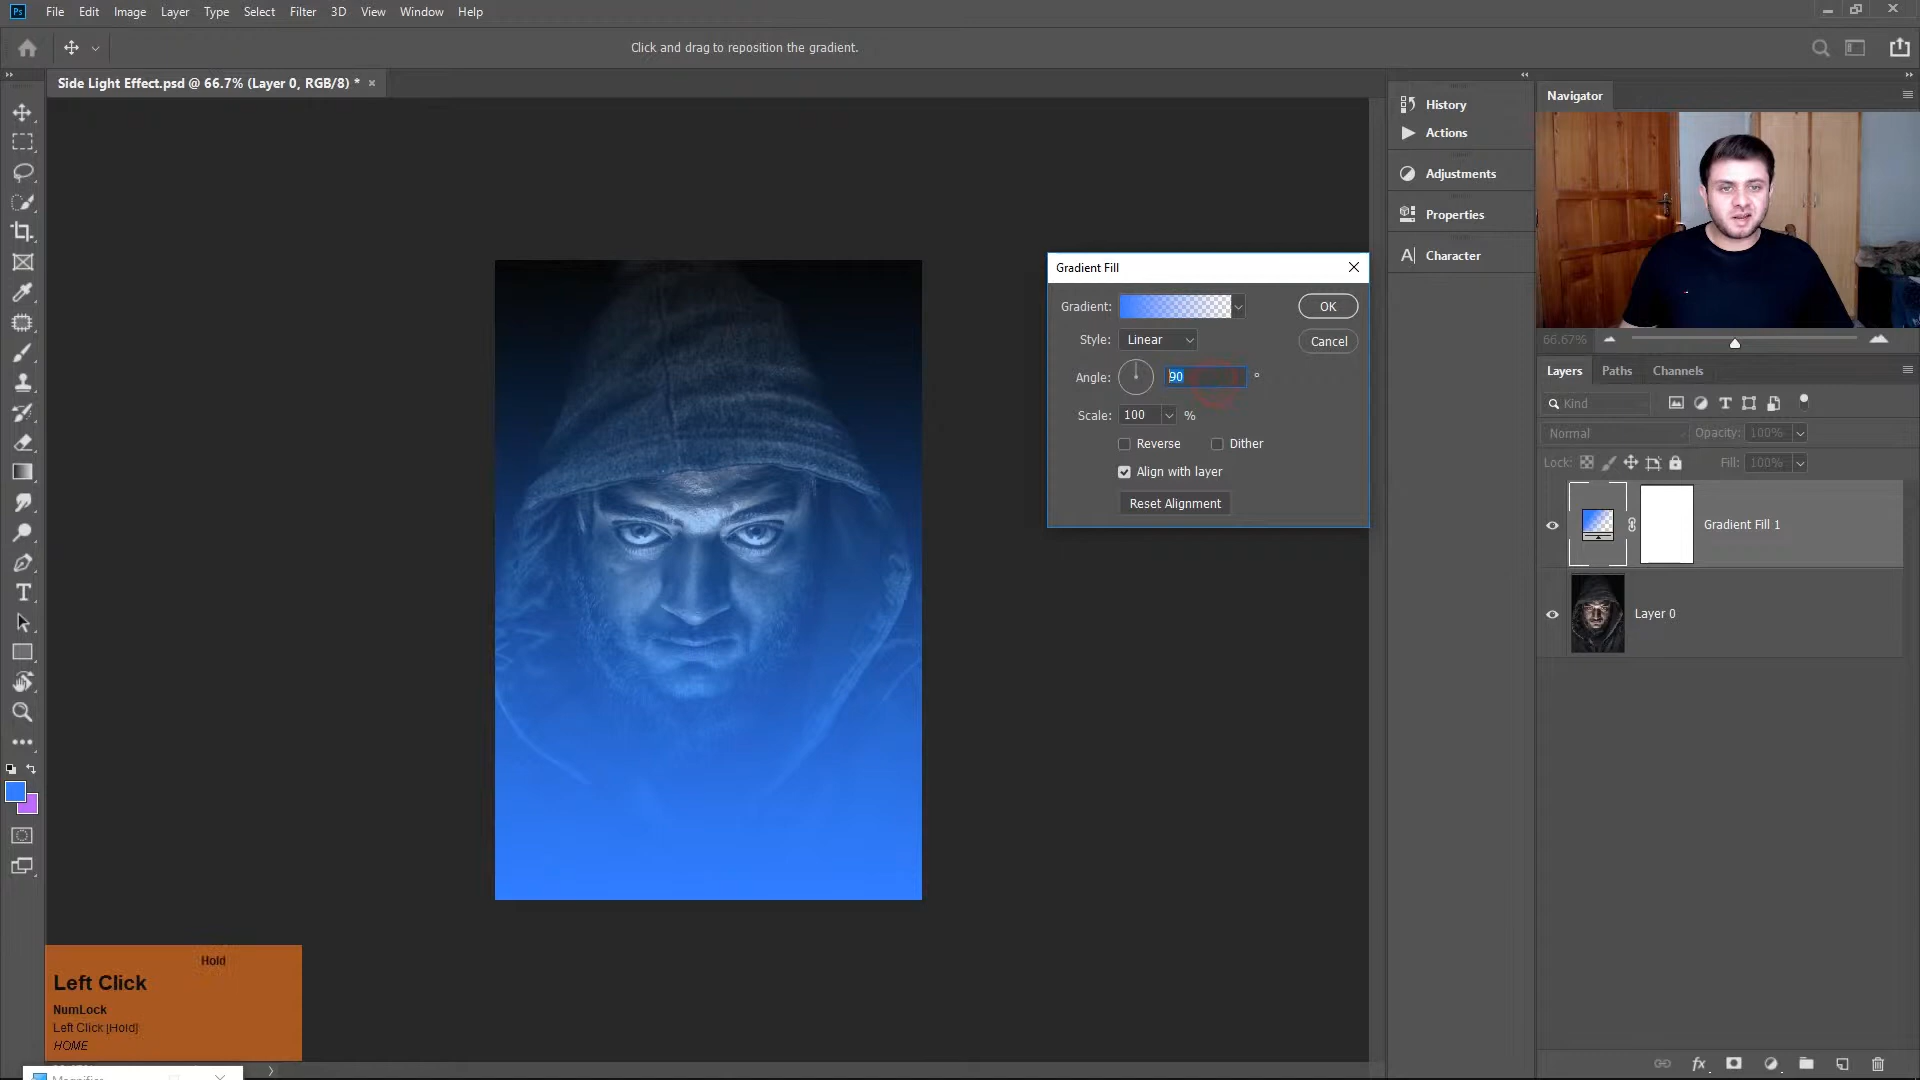 Ps File Edit Image Layer Type Select Filter 3D View Window Help
Click and drag to reposition the gradient.
Side Light Effect.psd @ 66.7% (Layer 0, RGB/8) * ×
History
Actions
Adjustments
Properties
A| Character
Navigator
66.67%
Gradient Fill
Gradient:
OK
Style: Linear
Cancel
Angle: 90 °
Scale: 100 %
Reverse Dither
Align with layer
Reset Alignment
Layers Paths Channels
Kind
Normal Opacity: 100%
Lock: Fill: 100%
Gradient Fill 1
Layer 0
Hold
Left Click
NumLock
Left Click [Hold]
HOME
Magnifier